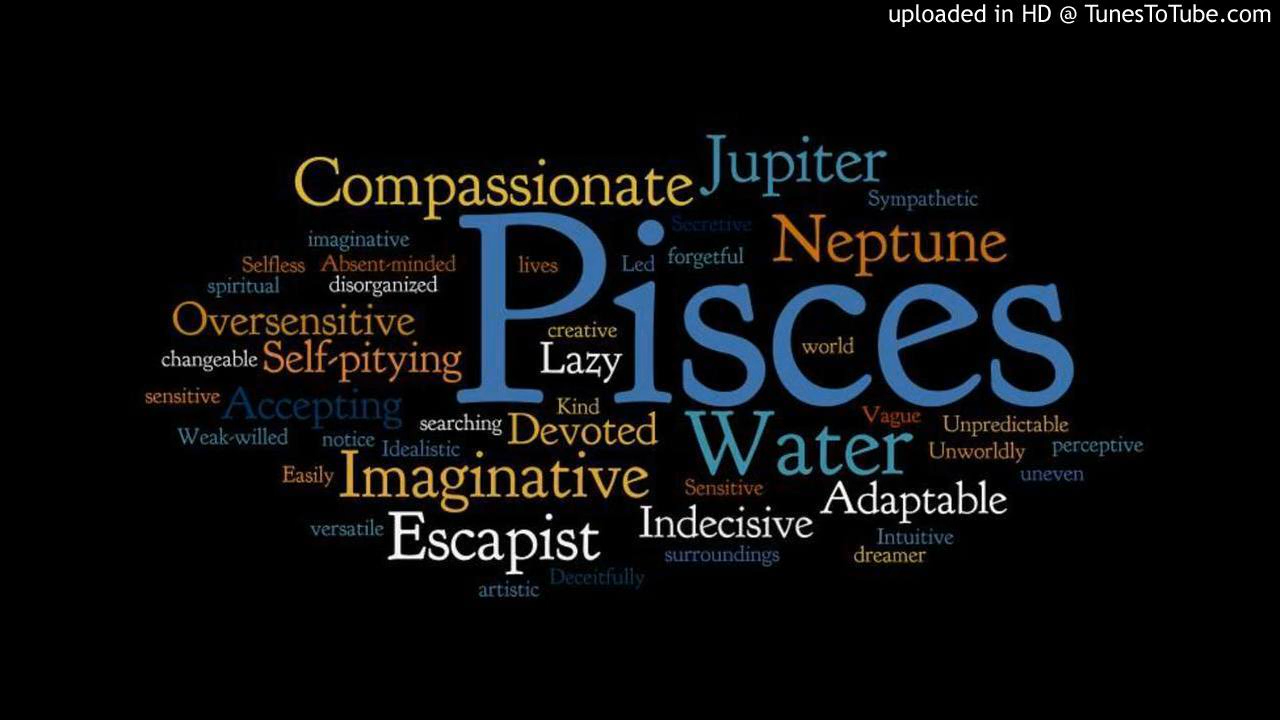 uploaded in HD @ TunesToTube.com
Jupiter
Compassionate
Sympathetic
Secretive
Neptune
imaginative
forgetful
Selfless
Absent-minded
lives
Led
spiritual
disorganized
Pisces
Oversensitive
creative
world
changeable
Self-pitying
Lazy
sensitive
Accepting
Kind
Vague
searching
Devoted
Water
Unpredictable
Weak-willed
notice
Idealistic
Unworldly
perceptive
Easily
Imaginative
uneven
Sensitive
Adaptable
versatile
Escapist
Indecisive
Intuitive
surroundings
dreamer
artistic
Deceitfully